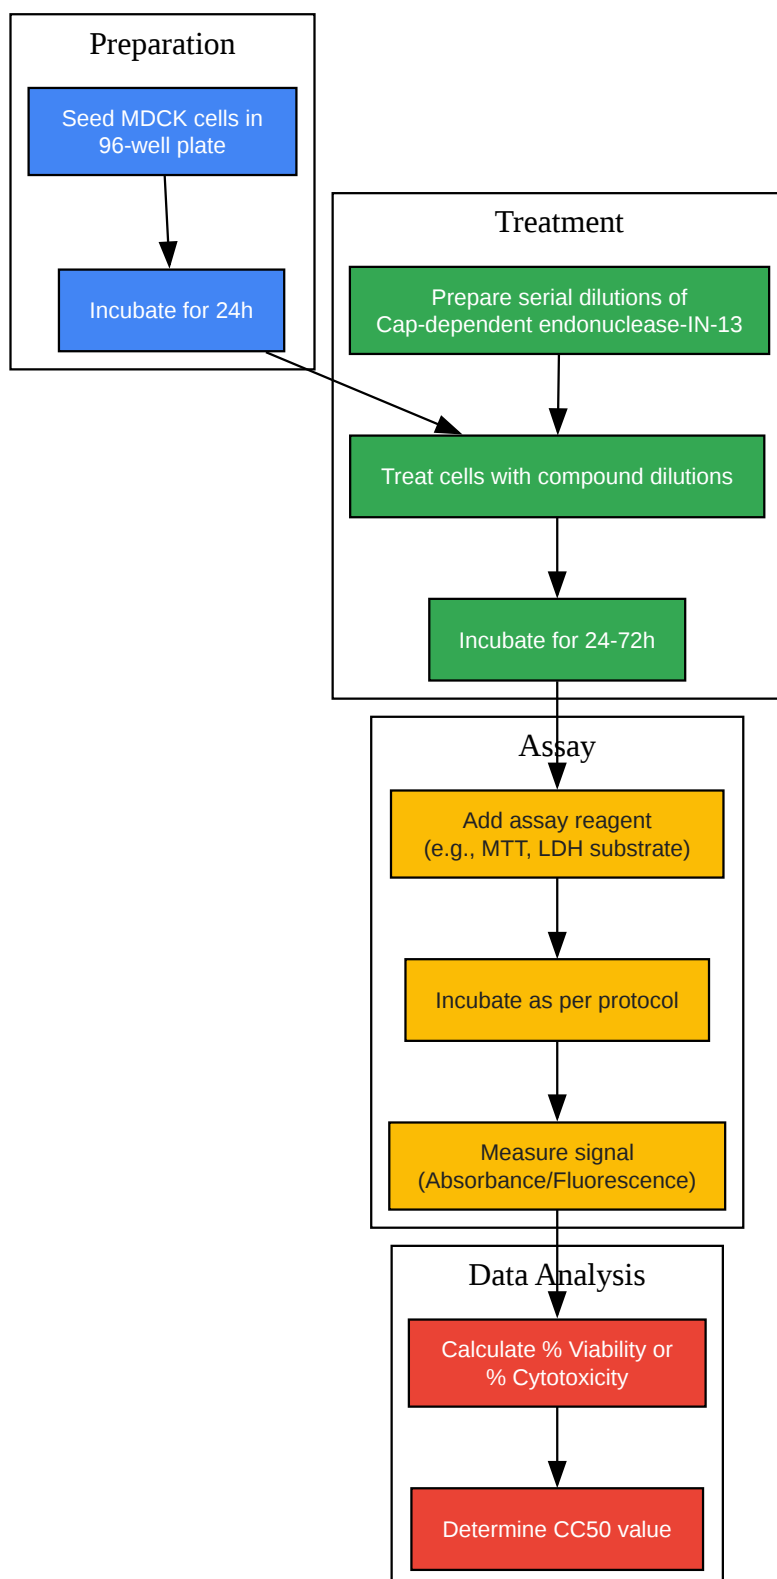 Preparation
Seed MDCK cells in
96-well plate
Incubate for 24h
Treatment
Prepare serial dilutions of
Cap-dependent endonuclease-IN-13
Treat cells with compound dilutions
Incubate for 24-72h
Assay
Add assay reagent
(e.g., MTT, LDH substrate)
Incubate as per protocol
Measure signal
(Absorbance/Fluorescence)
Data Analysis
Calculate % Viability or
% Cytotoxicity
Determine CC50 value